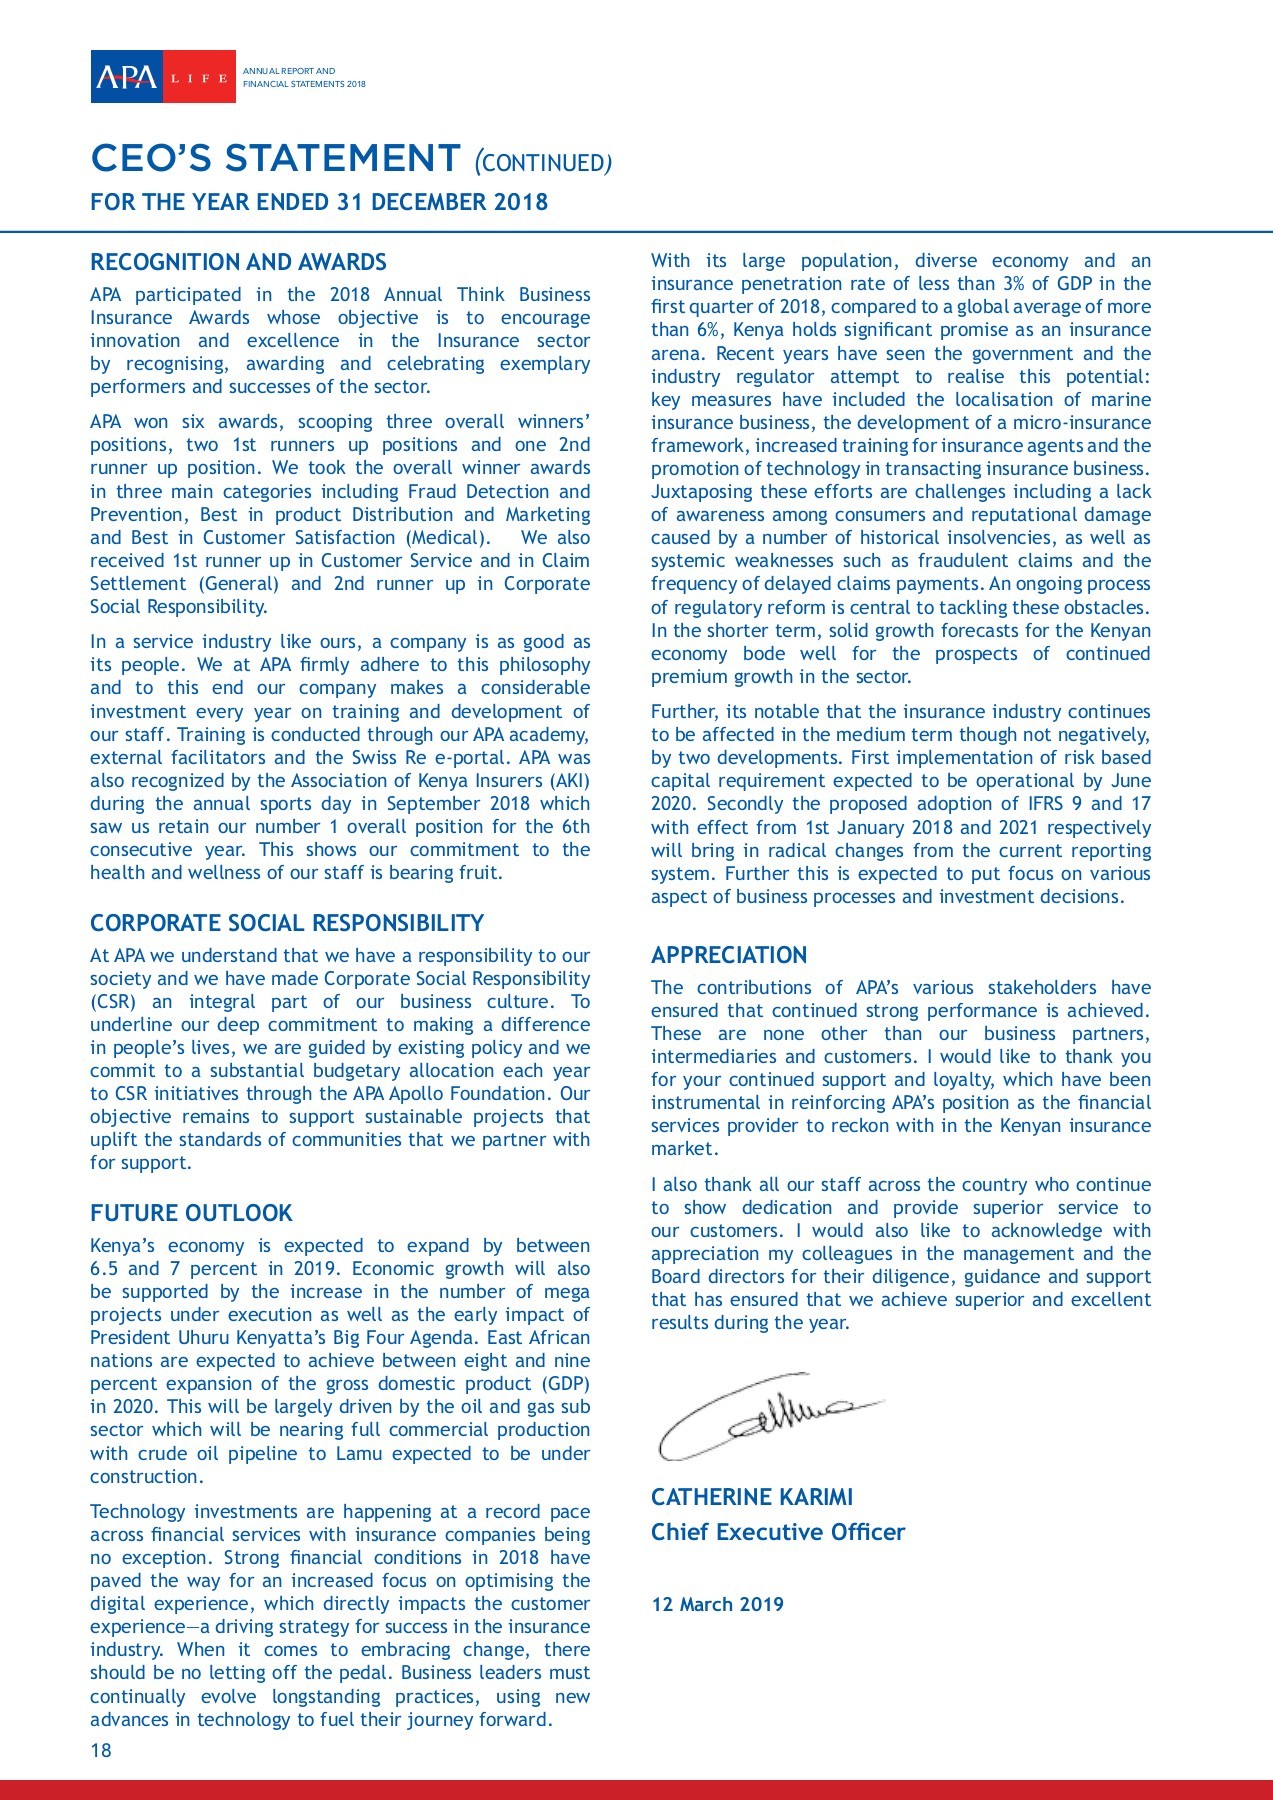 APA LIFE
ANNUAL REPORT AND
FINANCIAL STATEMENTS 2018
CEO’S STATEMENT (CONTINUED)
FOR THE YEAR ENDED 31 DECEMBER 2018
RECOGNITION AND AWARDS
APA participated in the 2018 Annual Think Business
Insurance Awards whose objective is to encourage
innovation and excellence in the Insurance sector
by recognising, awarding and celebrating exemplary
performers and successes of the sector.
APA won six awards, scooping three overall winners’
positions, two 1st runners up positions and one 2nd
runner up position. We took the overall winner awards
in three main categories including Fraud Detection and
Prevention, Best in product Distribution and Marketing
and Best in Customer Satisfaction (Medical). We also
received 1st runner up in Customer Service and in Claim
Settlement (General) and 2nd runner up in Corporate
Social Responsibility.
In a service industry like ours, a company is as good as
its people. We at APA firmly adhere to this philosophy
and to this end our company makes a considerable
investment every year on training and development of
our staff. Training is conducted through our APA academy,
external facilitators and the Swiss Re e-portal. APA was
also recognized by the Association of Kenya Insurers (AKI)
during the annual sports day in September 2018 which
saw us retain our number 1 overall position for the 6th
consecutive year. This shows our commitment to the
health and wellness of our staff is bearing fruit.
CORPORATE SOCIAL RESPONSIBILITY
At APA we understand that we have a responsibility to our
society and we have made Corporate Social Responsibility
(CSR) an integral part of our business culture. To
underline our deep commitment to making a difference
in people’s lives, we are guided by existing policy and we
commit to a substantial budgetary allocation each year
to CSR initiatives through the APA Apollo Foundation. Our
objective remains to support sustainable projects that
uplift the standards of communities that we partner with
for support.
FUTURE OUTLOOK
Kenya’s economy is expected to expand by between
6.5 and 7 percent in 2019. Economic growth will also
be supported by the increase in the number of mega
projects under execution as well as the early impact of
President Uhuru Kenyatta’s Big Four Agenda. East African
nations are expected to achieve between eight and nine
percent expansion of the gross domestic product (GDP)
in 2020. This will be largely driven by the oil and gas sub
sector which will be nearing full commercial production
with crude oil pipeline to Lamu expected to be under
construction.
Technology investments are happening at a record pace
across financial services with insurance companies being
no exception. Strong financial conditions in 2018 have
paved the way for an increased focus on optimising the
digital experience, which directly impacts the customer
experience—a driving strategy for success in the insurance
industry. When it comes to embracing change, there
should be no letting off the pedal. Business leaders must
continually evolve longstanding practices, using new
advances in technology to fuel their journey forward.
With its large population, diverse economy and an
insurance penetration rate of less than 3% of GDP in the
first quarter of 2018, compared to a global average of more
than 6%, Kenya holds significant promise as an insurance
arena. Recent years have seen the government and the
industry regulator attempt to realise this potential:
key measures have included the localisation of marine
insurance business, the development of a micro-insurance
framework, increased training for insurance agents and the
promotion of technology in transacting insurance business.
Juxtaposing these efforts are challenges including a lack
of awareness among consumers and reputational damage
caused by a number of historical insolvencies, as well as
systemic weaknesses such as fraudulent claims and the
frequency of delayed claims payments. An ongoing process
of regulatory reform is central to tackling these obstacles.
In the shorter term, solid growth forecasts for the Kenyan
economy bode well for the prospects of continued
premium growth in the sector.
Further, its notable that the insurance industry continues
to be affected in the medium term though not negatively,
by two developments. First implementation of risk based
capital requirement expected to be operational by June
2020. Secondly the proposed adoption of IFRS 9 and 17
with effect from 1st January 2018 and 2021 respectively
will bring in radical changes from the current reporting
system. Further this is expected to put focus on various
aspect of business processes and investment decisions.
APPRECIATION
The contributions of APA’s various stakeholders have
ensured that continued strong performance is achieved.
These are none other than our business partners,
intermediaries and customers. I would like to thank you
for your continued support and loyalty, which have been
instrumental in reinforcing APA’s position as the financial
services provider to reckon with in the Kenyan insurance
market.
I also thank all our staff across the country who continue
to show dedication and provide superior service to
our customers. I would also like to acknowledge with
appreciation my colleagues in the management and the
Board directors for their diligence, guidance and support
that has ensured that we achieve superior and excellent
results during the year.
CATHERINE KARIMI
Chief Executive Officer
12 March 2019
18